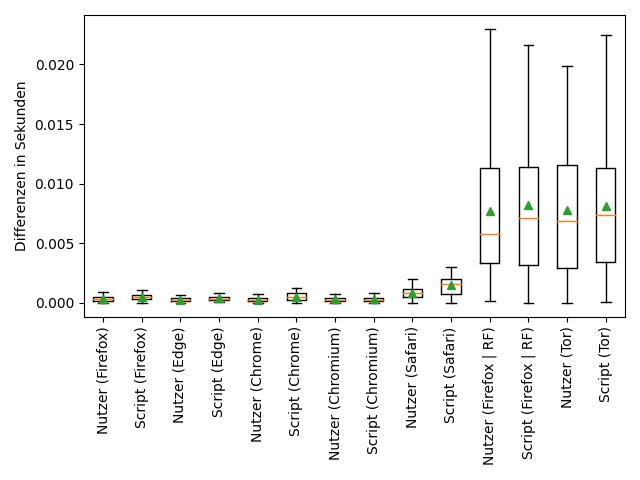 Differenzen in Sekunden
0.020
0.015
0.010
0.005
0.000
Nutzer (Firefox)
Script (Firefox)
Nutzer (Edge)
Script (Edge)
Nutzer (Chrome)
Script (Chrome)
Nutzer (Chromium)
Script (Chromium)
Nutzer (Safari)
Script (Safari)
Nutzer (Firefox | RF)
Script (Firefox | RF)
Nutzer (Tor)
Script (Tor)